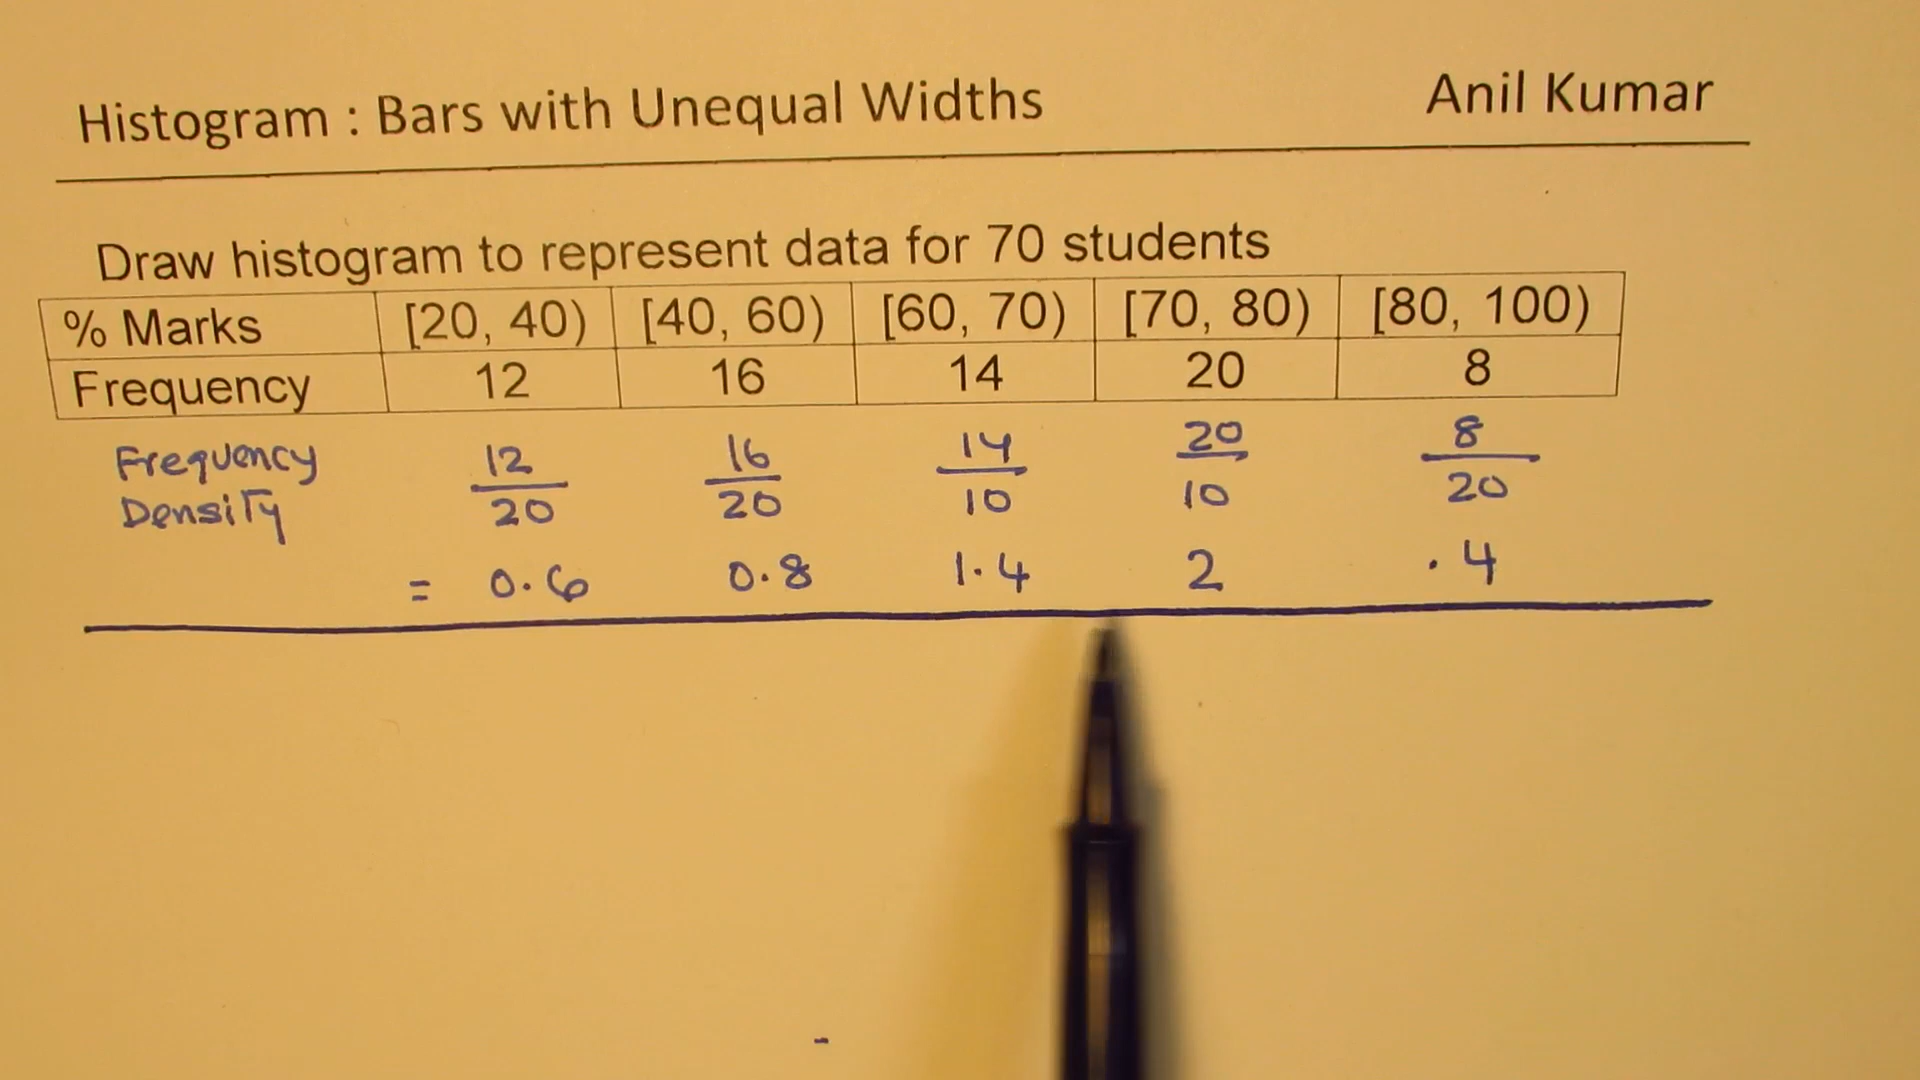 Histogram : Bars with Unequal Widths Anil Kumar
Draw histogram to represent data for 70 students
% Marks [20, 40) [40, 60) [60, 70) [70, 80) [80, 100)
Frequency 12 16 14 20 8
Frequency Density 12/20 16/20 14/10 20/10 8/20
= 0.6 0.8 1.4 2 .4